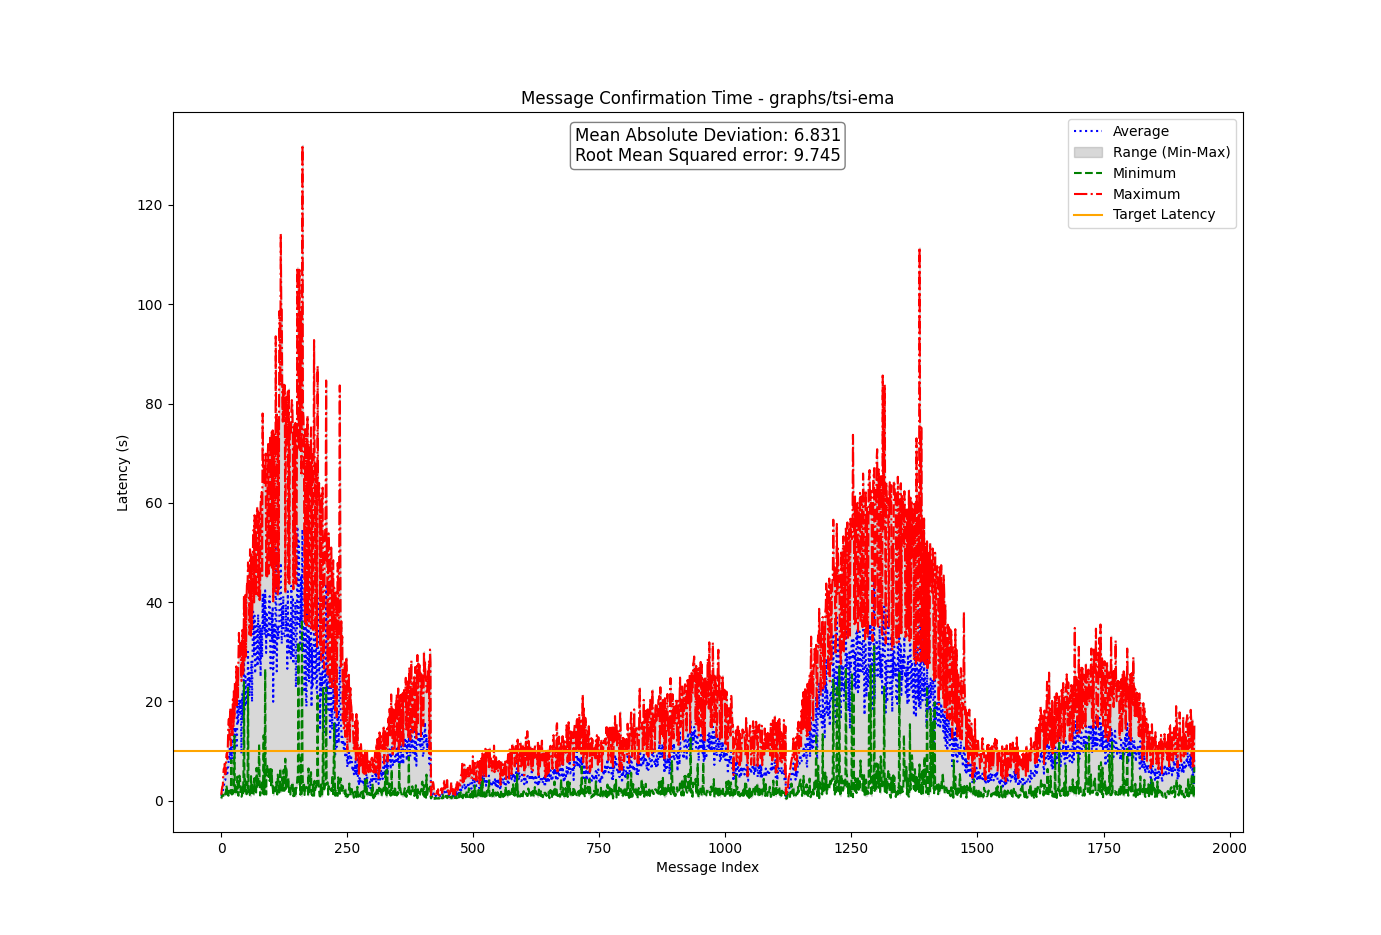 Message Confirmation Time - graphs/tsi-ema
Mean Absolute Deviation: 6.831
Root Mean Squared error: 9.745
Average
Range (Min-Max)
Minimum
Maximum
Target Latency
120
100
80
60
40
20
0
Latency (s)
0 250 500 750 1000 1250 1500 1750 2000
Message Index